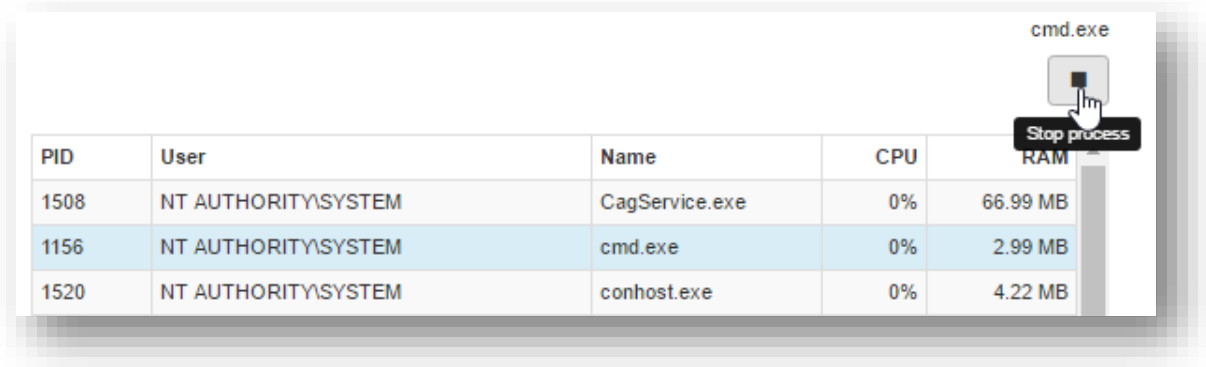 cmd.exe
Stop process
PID User Name CPU RAM
1508 NT AUTHORITY\SYSTEM CagService.exe 0% 66.99 MB
1156 NT AUTHORITY\SYSTEM cmd.exe 0% 2.99 MB
1520 NT AUTHORITY\SYSTEM conhost.exe 0% 4.22 MB